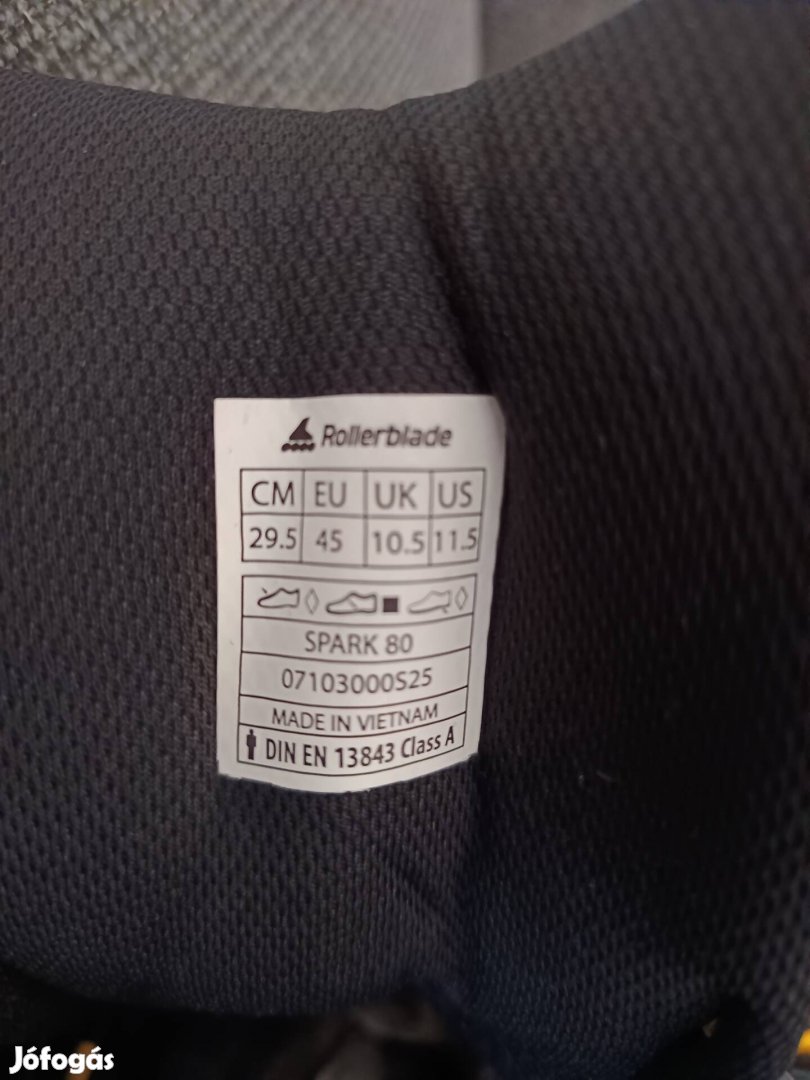 Rollerblade
CM EU UK US
29.5 45 10.5 11.5
SPARK 80
07103000S25
MADE IN VIETNAM
DIN EN 13843 Class A
Jófogás